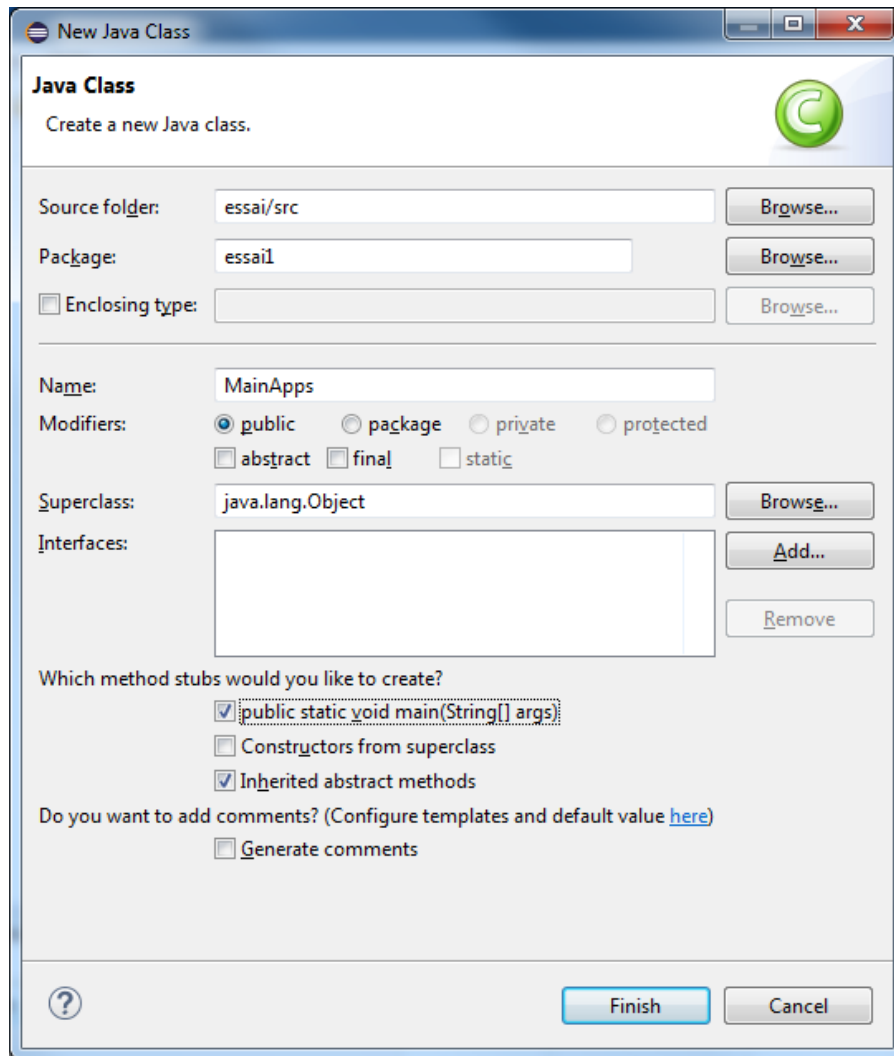 New Java Class
Java Class
Create a new Java class.
Source folder: essai/src Browse...
Package: essai1 Browse...
Enclosing type: Browse...
Name: MainApps
Modifiers: public package private protected
abstract final static
Superclass: java.lang.Object Browse...
Interfaces: Add...
Remove
Which method stubs would you like to create?
public static void main(String[] args)
Constructors from superclass
Inherited abstract methods
Do you want to add comments? (Configure templates and default value here)
Generate comments
? Finish Cancel